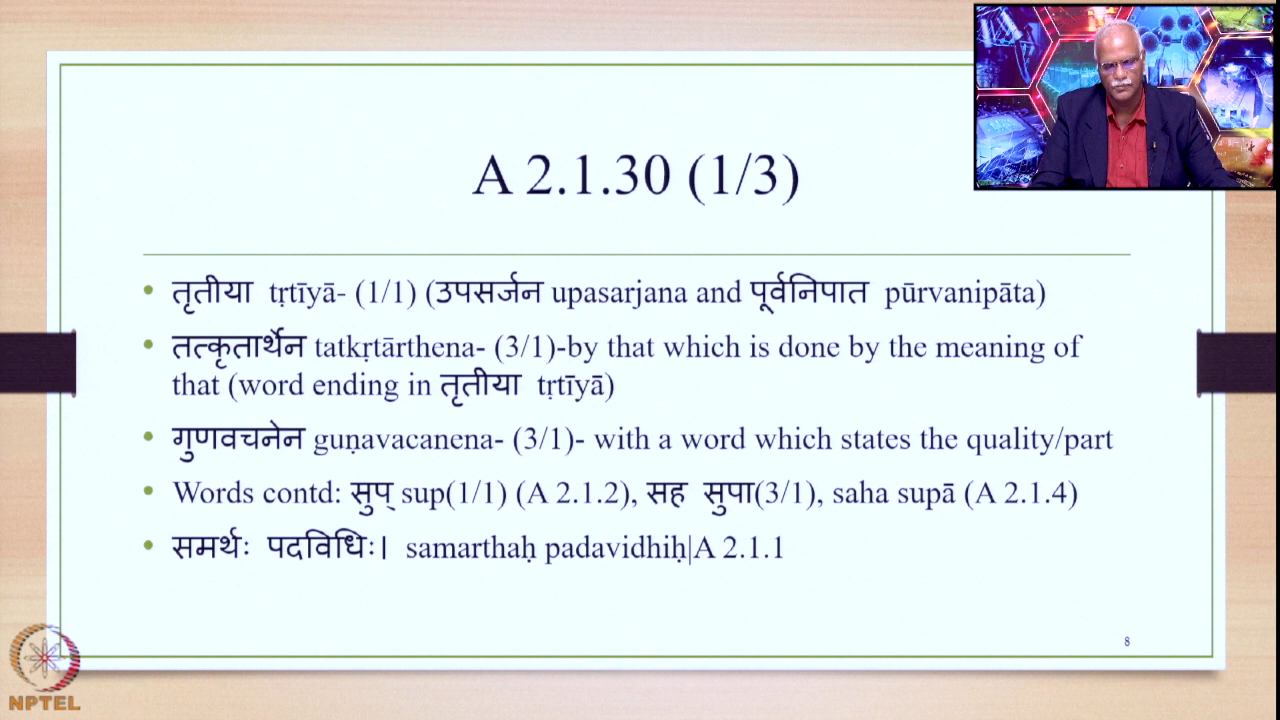 A 2.1.30 (1/3)
तृतीया tṛtīyā- (1/1) (उपसर्जन upasarjana and पूर्वनिपात pūrvanipāta)
तत्कृतार्थेन tatkṛtārthena- (3/1)-by that which is done by the meaning of
that (word ending in तृतीया tṛtīyā)
गुणवचनेन guṇavacanena- (3/1)- with a word which states the quality/part
Words contd: सुप् sup(1/1) (A 2.1.2), सह सुपा(3/1), saha supā (A 2.1.4)
समर्थः पदविधिः। samarthaḥ padavidhiḥ|A 2.1.1
8
NPTEL